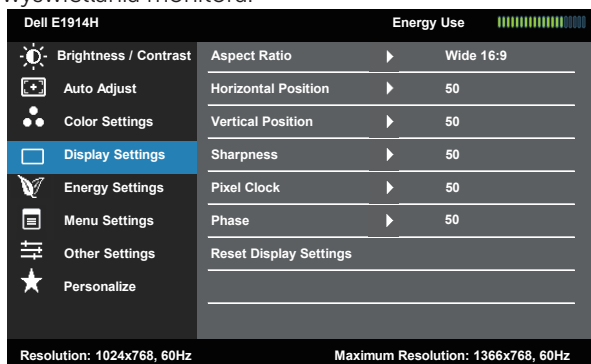 wyświetlania monitora.
Dell E1914H Energy Use
Brightness / Contrast Aspect Ratio Wide 16:9
Auto Adjust Horizontal Position 50
Color Settings Vertical Position 50
Display Settings Sharpness 50
Energy Settings Pixel Clock 50
Menu Settings Phase 50
Other Settings Reset Display Settings
Personalize
Resolution: 1024x768, 60Hz Maximum Resolution: 1366x768, 60Hz